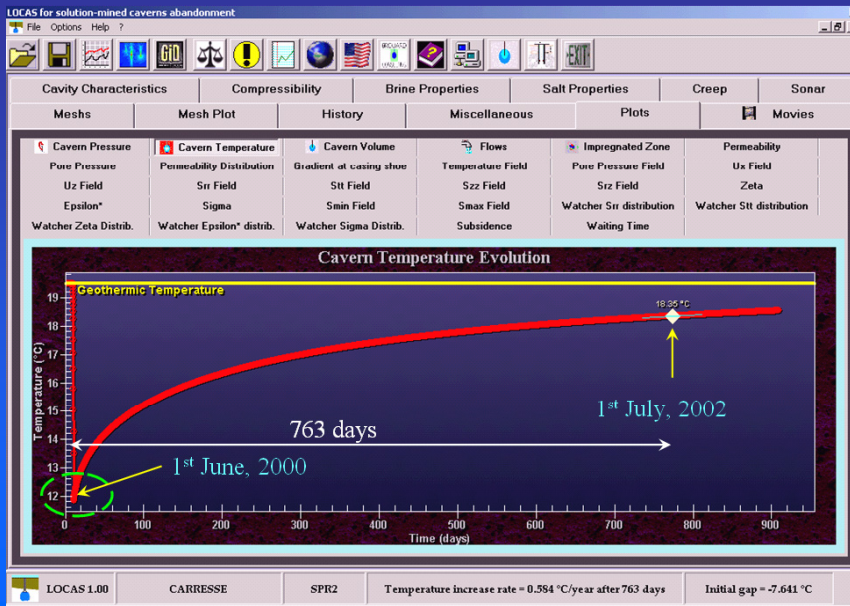 LOCAS for solution-mined caverns abandonment
File Options Help ?
GiD
GROUARD
EXIT
Cavity Characteristics Compressibility Brine Properties Salt Properties Creep Sonar
Meshs Mesh Plot History Miscellaneous Plots Movies
Cavern Pressure Cavern Temperature Cavern Volume Flows Impregnated Zone Permeability
Pore Pressure Permeability Distribution Gradient at casing shoe Temperature Field Pore Pressure Field Ux Field
Uz Field Srr Field Stt Field Szz Field Srz Field Zeta
Epsilon* Sigma Smin Field Smax Field Watcher Srr distribution Watcher Stt distribution
Watcher Zeta Distrib. Watcher Epsilon* distrib. Watcher Sigma Distrib. Subsidence Waiting Time
Cavern Temperature Evolution
Geothermic Temperature
18.35 °C
19
18
17
16
15
14
13
12
Temperature (°C)
1st July, 2002
763 days
1st June, 2000
0 100 200 300 400 500 600 700 800 900
Time (days)
LOCAS 1.00 CARRESSE SPR2 Temperature increase rate = 0.584 °C/year after 763 days Initial gap = -7.641 °C